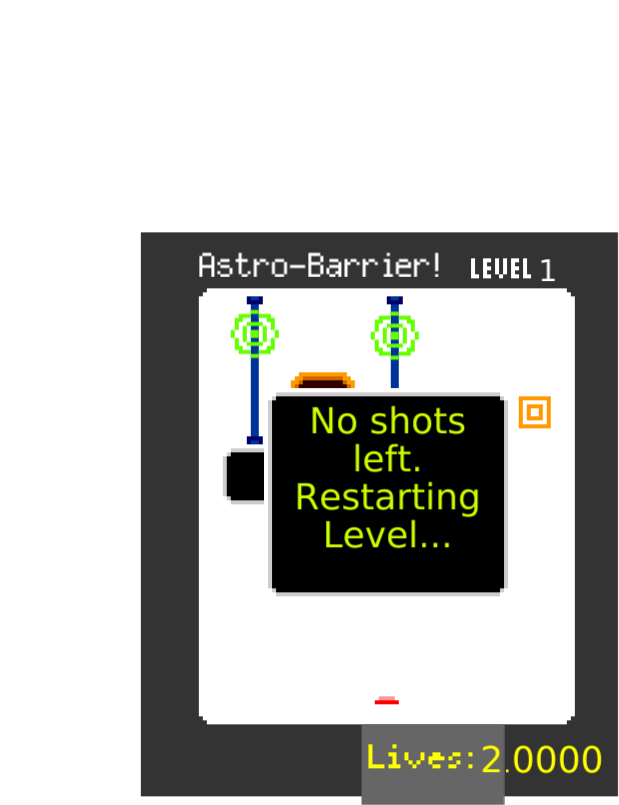 Astro-Barrier! LEVEL 1
No shots
left.
Restarting
Level...
Lives:2.0000